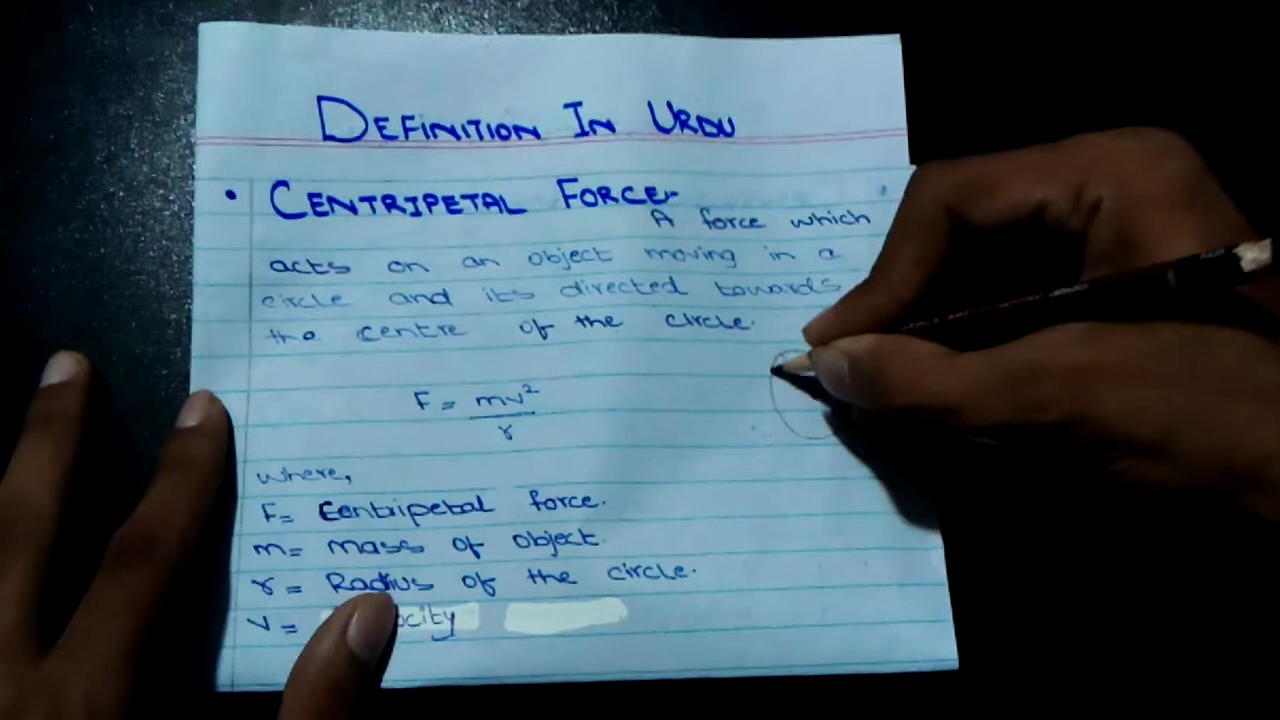 DEFINITION IN URDU
• CENTRIPETAL FORCE-
A force which
acts on an object moving in a
circle and its directed towards
the centre of the circle.
F = mv²
r
where,
F= Centripetal force.
m= mass of object.
r = Radius of the circle.
v =